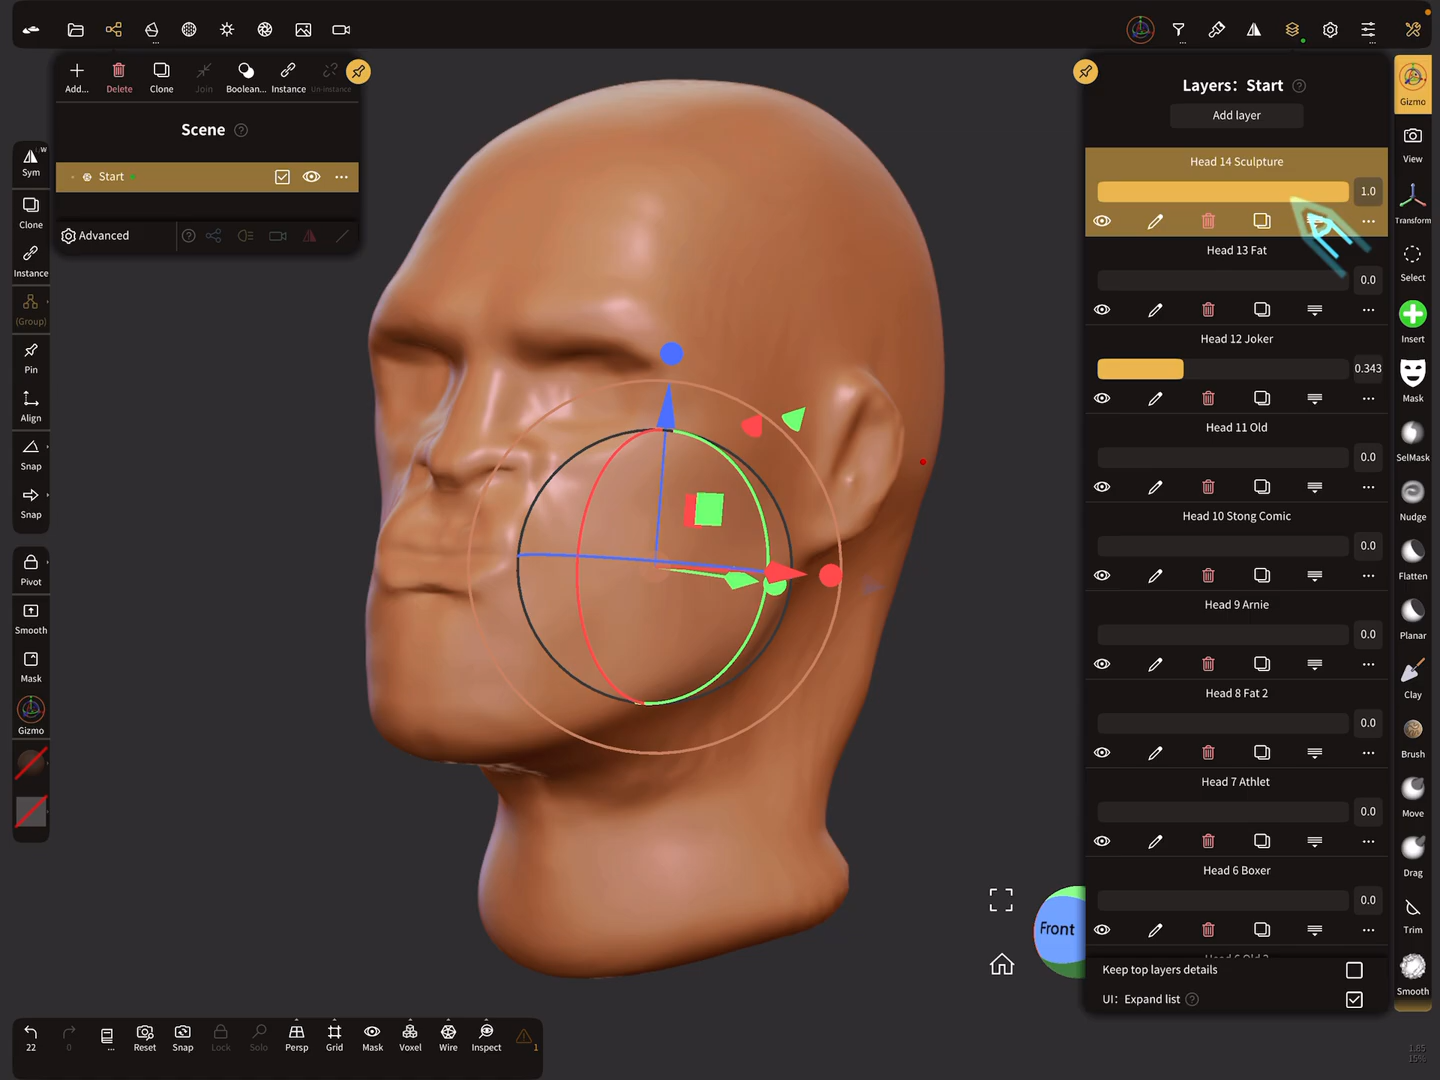 Add...
Delete
Clone
Join
Boolean...
Instance
Un-instance
Scene ?
Start
Advanced
?
W
Sym
Clone
Instance
(Group)
Pin
Align
Snap
Snap
Pivot
Smooth
Mask
Gizmo
Front
Layers: Start ?
Add layer
Head 14 Sculpture
1.0
Head 13 Fat
0.0
Head 12 Joker
0.343
Head 11 Old
0.0
Head 10 Stong Comic
0.0
Head 9 Arnie
0.0
Head 8 Fat 2
0.0
Head 7 Athlet
0.0
Head 6 Boxer
0.0
Keep top layers details
UI: Expand list ?
Gizmo
View
Transform
Select
Insert
Mask
SelMask
Nudge
Flatten
Planar
Clay
Brush
Move
Drag
Trim
Smooth
22
0
...
Reset
Snap
Lock
Solo
Persp
Grid
Mask
Voxel
Wire
Inspect
1
1.85
15%